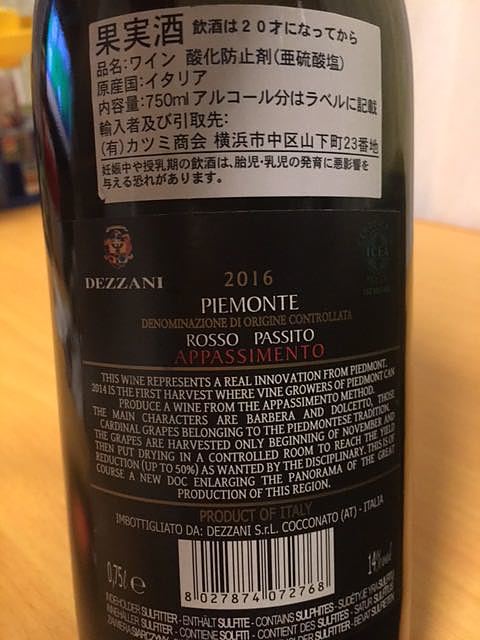 果実酒 飲酒は20才になってから
品名:ワイン 酸化防止剤(亜硫酸塩)
原産国:イタリア
内容量:750ml アルコール分はラベルに記載
輸入者及び引取先:
(有)カツミ商会 横浜市中区山下町23番地
妊娠中や授乳期の飲酒は、胎児・乳児の発育に悪影響を
与える恐れがあります。
DEZZANI
ICEA
2016
PIEMONTE
DENOMINAZIONE DI ORIGINE CONTROLLATA
ROSSO PASSITO
APPASSIMENTO
THIS WINE REPRESENTS A REAL INNOVATION FROM PIEDMONT.
2014 IS THE FIRST HARVEST WHERE VINE GROWERS OF PIEDMONT CAN
PRODUCE A WINE FROM THE APPASSIMENTO METHOD.
THE MAIN CHARACTERS ARE BARBERA AND DOLCETTO, THOSE
CARDINAL GRAPES BELONGING TO THE PIEDMONTESE TRADITION.
THE GRAPES ARE HARVESTED ONLY BEGINNING OF NOVEMBER AND
THEN PUT DRYING IN A CONTROLLED ROOM TO REACH THE YIELD
REDUCTION (UP TO 50%) AS WANTED BY THE DISCIPLINARY. THIS IS OF
COURSE A NEW DOC ENLARGING THE PANORAMA OF THE GREAT
PRODUCTION OF THIS REGION.
PRODUCT OF ITALY
IMBOTTIGLIATO DA: DEZZANI S.r.L. COCCONATO (AT) - ITALIA
0,75 l e
14% vol
8 027874 072768
INDEHOLDER SULFITTER - ENTHÄLT SULFITE - CONTAINS SULPHITES -
INNEHÅLLER SULFITER - CONTIENE SOLFITI - CONTIENT DES SULFITES -